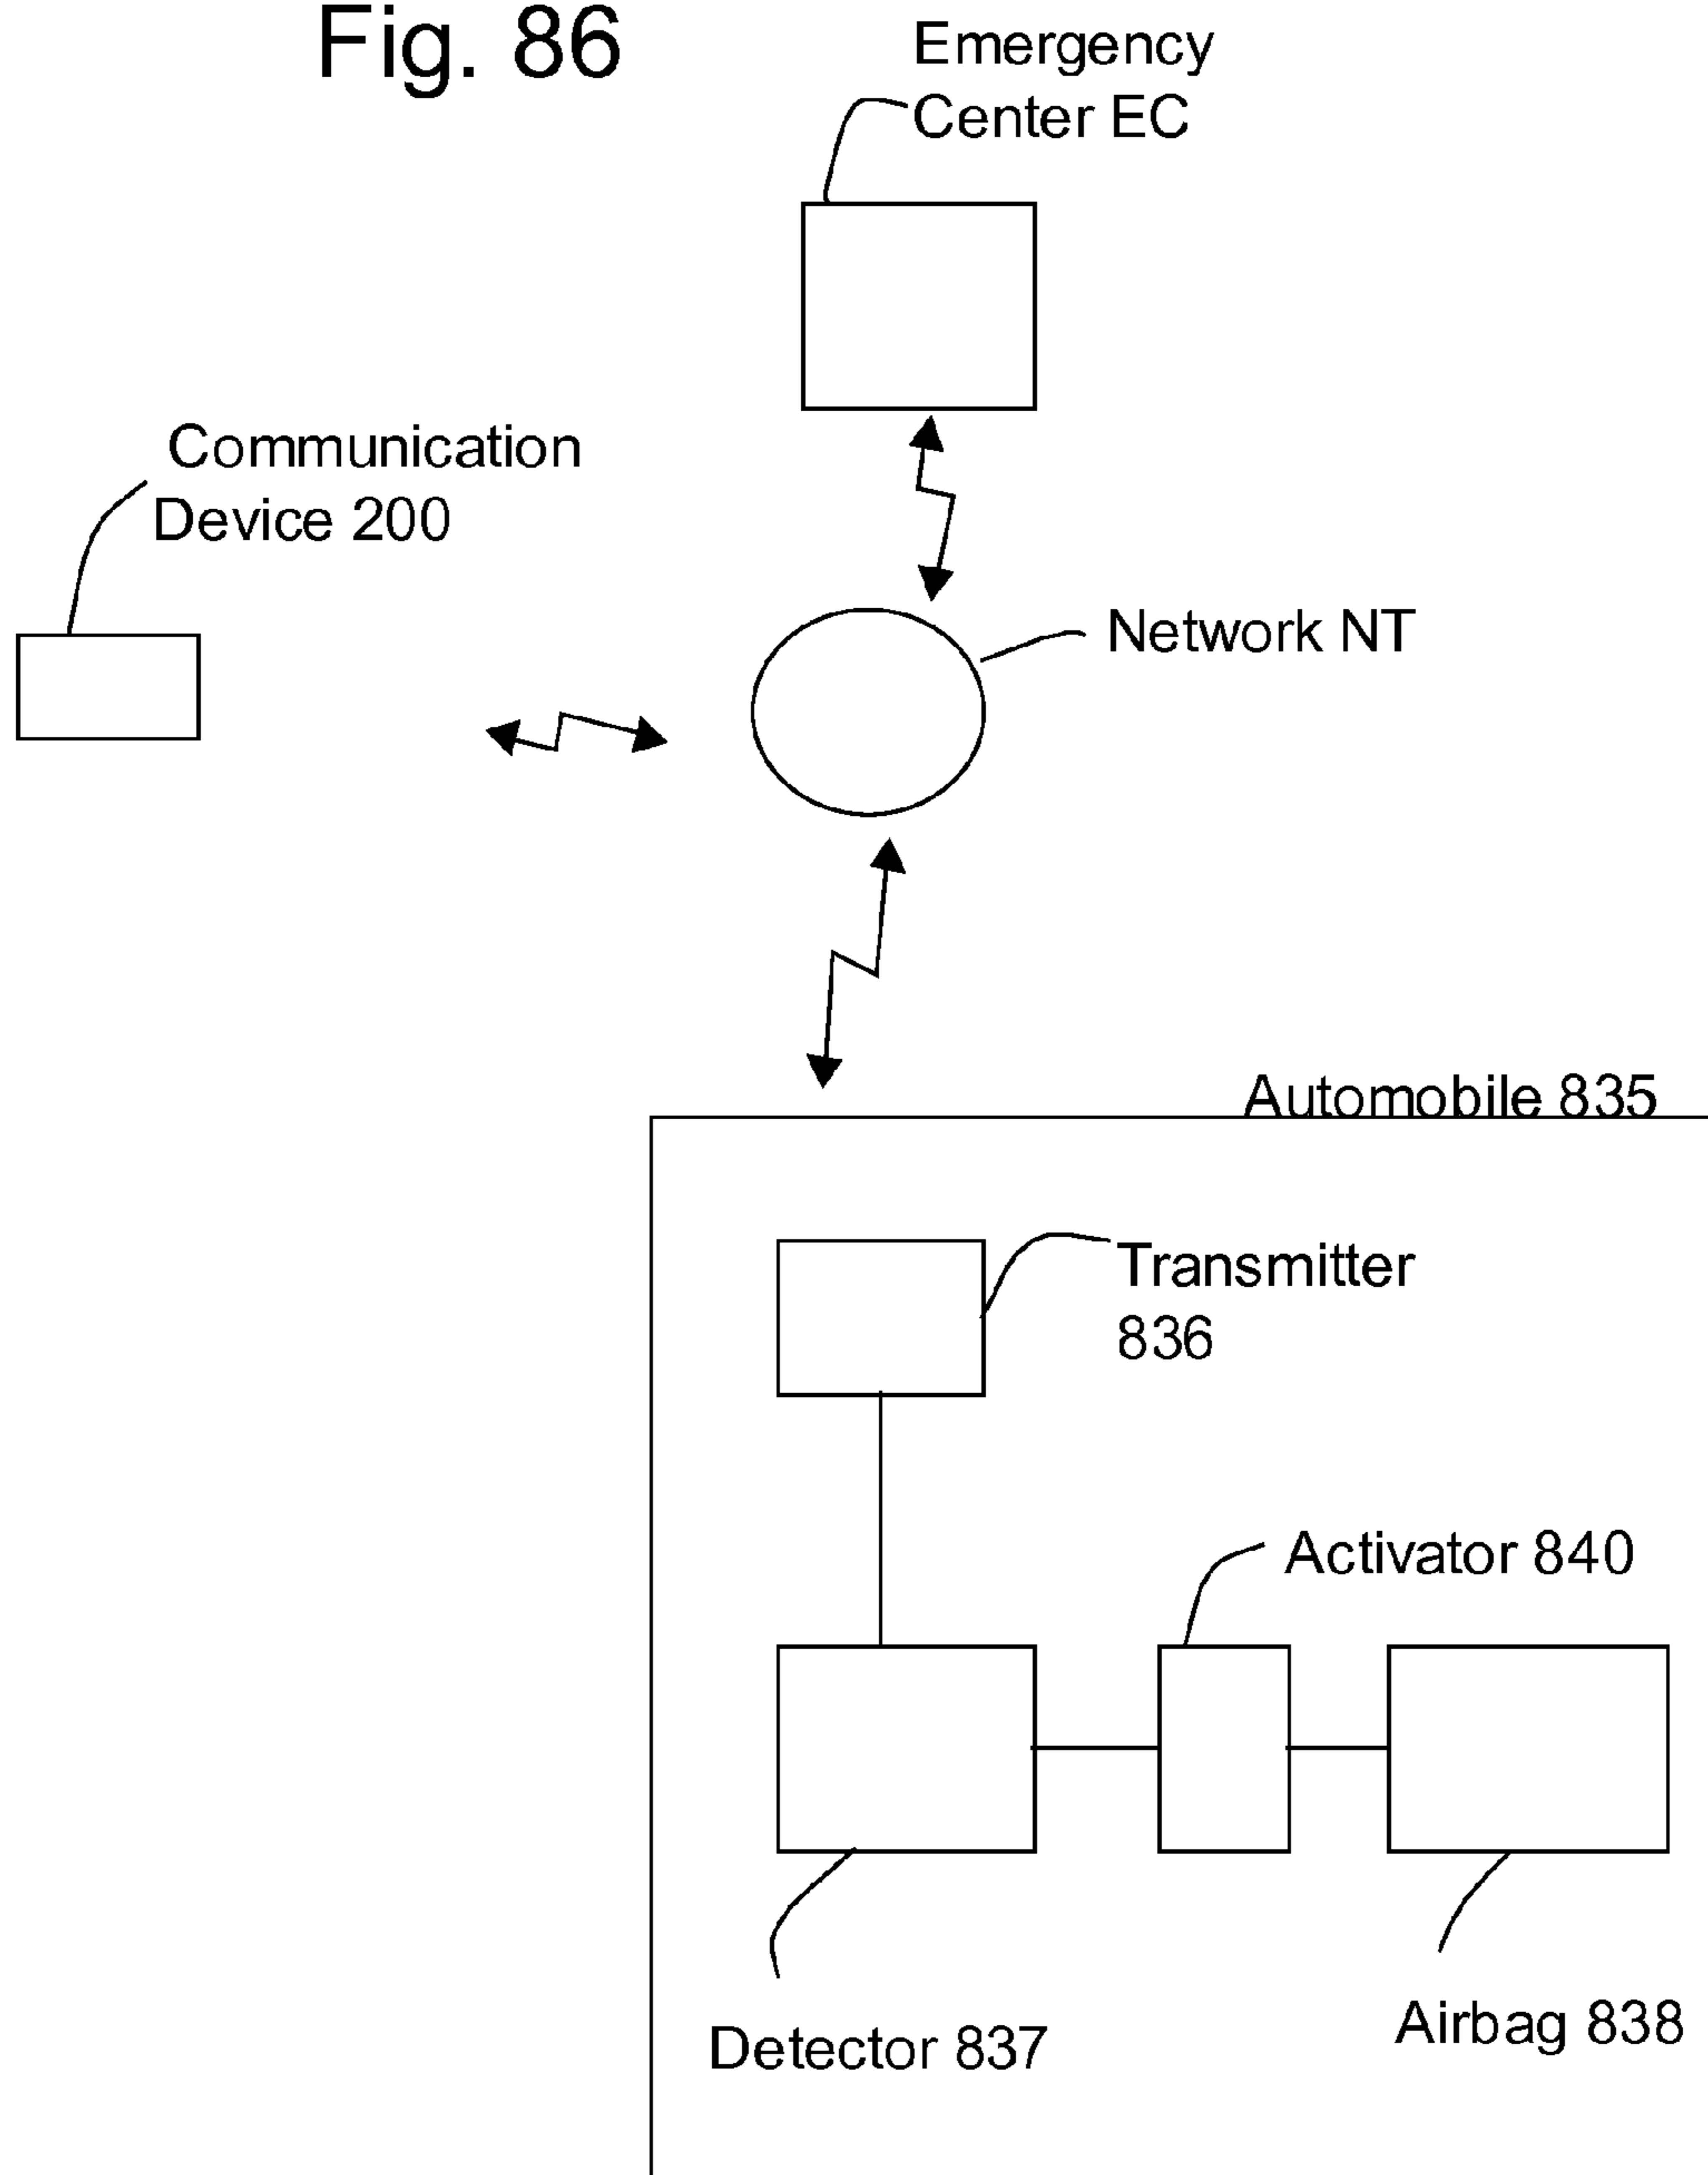 Fig. 86
Emergency
Center EC
Communication
Device 200
Network NT
Automobile 835
Transmitter
836
Activator 840
Airbag 838
Detector 837